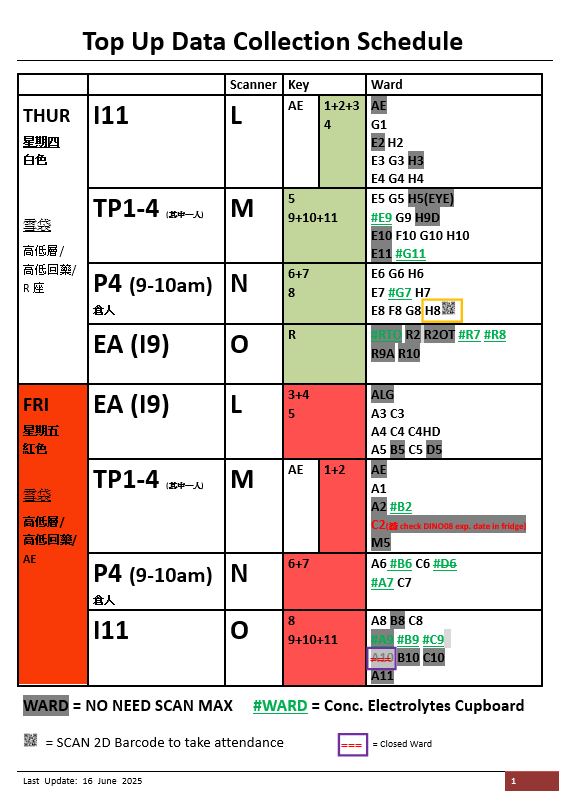 Top Up Data Collection Schedule
Scanner Key Ward
THUR
星期四
白色
雪袋
高低層/
高低回藥/
R 座
I11 L AE 1+2+3
4
AE
G1
E2 H2
E3 G3 H3
E4 G4 H4
TP1-4 (其中一人) M 5
9+10+11
E5 G5 H5(EYE)
#E9 G9 H9D
E10 F10 G10 H10
E11 #G11
P4 (9-10am) N 6+7
倉人 8
E6 G6 H6
E7 #G7 H7
E8 F8 G8 H8
EA (I9) O R
#RTO R2 R2OT #R7 #R8
R9A R10
FRI
星期五
紅色
雪袋
高低層/
高低回藥/
AE
EA (I9) L 3+4
5
ALG
A3 C3
A4 C4 C4HD
A5 B5 C5 D5
TP1-4 (其中一人) M AE 1+2
AE
A1
A2 #B2
C2 check DINO08 exp. date in fridge)
M5
P4 (9-10am) N 6+7
倉人
A6 #B6 C6 #D6
#A7 C7
I11 O 8
9+10+11
A8 B8 C8
#A9 #B9 #C9
A10 B10 C10
A11
WARD = NO NEED SCAN MAX #WARD = Conc. Electrolytes Cupboard
= SCAN 2D Barcode to take attendance === = Closed Ward
Last Update: 16 June 2025 1